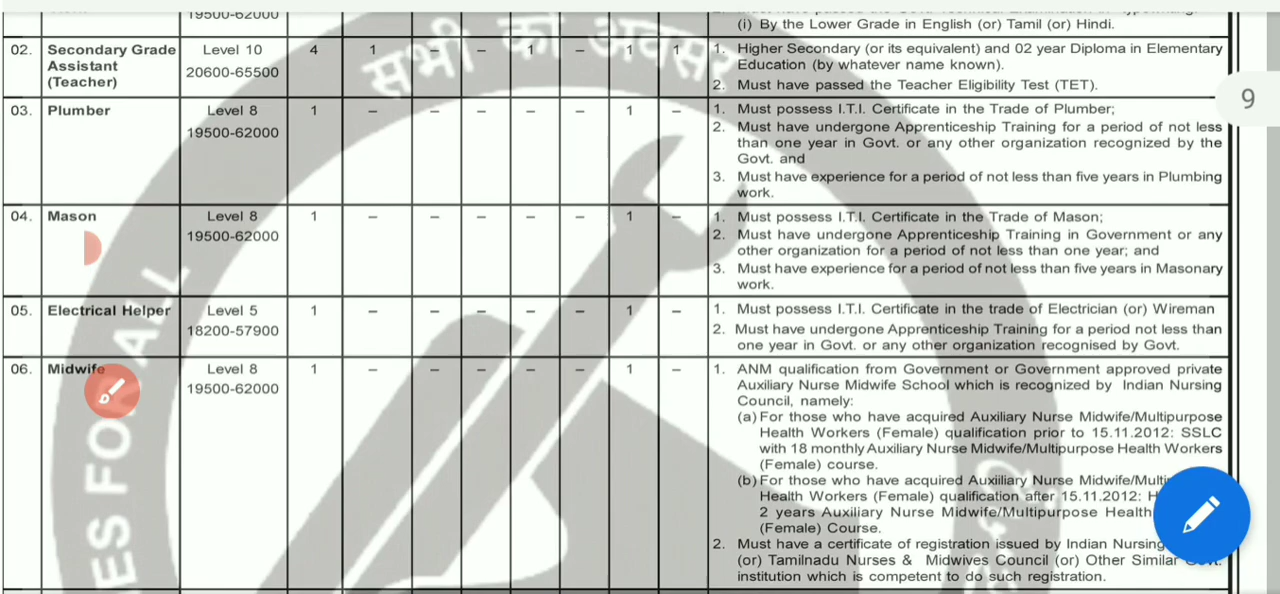 19500-62000
(i) By the Lower Grade in English (or) Tamil (or) Hindi.
02. Secondary Grade Assistant (Teacher) Level 10 20600-65500 4 1 – – 1 – 1 1
1. Higher Secondary (or its equivalent) and 02 year Diploma in Elementary
Education (by whatever name known).
2. Must have passed the Teacher Eligibility Test (TET).
9
03. Plumber Level 8 19500-62000 1 – – – – – 1 –
1. Must possess I.T.I. Certificate in the Trade of Plumber;
2. Must have undergone Apprenticeship Training for a period of not less
than one year in Govt. or any other organization recognized by the
Govt. and
3. Must have experience for a period of not less than five years in Plumbing
work.
04. Mason Level 8 19500-62000 1 – – – – – 1 –
1. Must possess I.T.I. Certificate in the Trade of Mason;
2. Must have undergone Apprenticeship Training in Government or any
other organization for a period of not less than one year; and
3. Must have experience for a period of not less than five years in Masonary
work.
05. Electrical Helper Level 5 18200-57900 1 – – – – – 1 –
1. Must possess I.T.I. Certificate in the trade of Electrician (or) Wireman
2. Must have undergone Apprenticeship Training for a period not less than
one year in Govt. or any other organization recognised by Govt.
06. Midwife Level 8 19500-62000 1 – – – – – 1 –
1. ANM qualification from Government or Government approved private
Auxiliary Nurse Midwife School which is recognized by Indian Nursing
Council, namely:
(a) For those who have acquired Auxiliary Nurse Midwife/Multipurpose
Health Workers (Female) qualification prior to 15.11.2012: SSLC
with 18 monthly Auxiliary Nurse Midwife/Multipurpose Health Workers
(Female) course.
(b) For those who have acquired Auxiiliary Nurse Midwife/Multi
Health Workers (Female) qualification after 15.11.2012:
2 years Auxiliary Nurse Midwife/Multipurpose Health
(Female) Course.
2. Must have a certificate of registration issued by Indian Nursing
(or) Tamilnadu Nurses & Midwives Council (or) Other Similar
institution which is competent to do such registration.
सभी को अवसर
ES FOR ALL